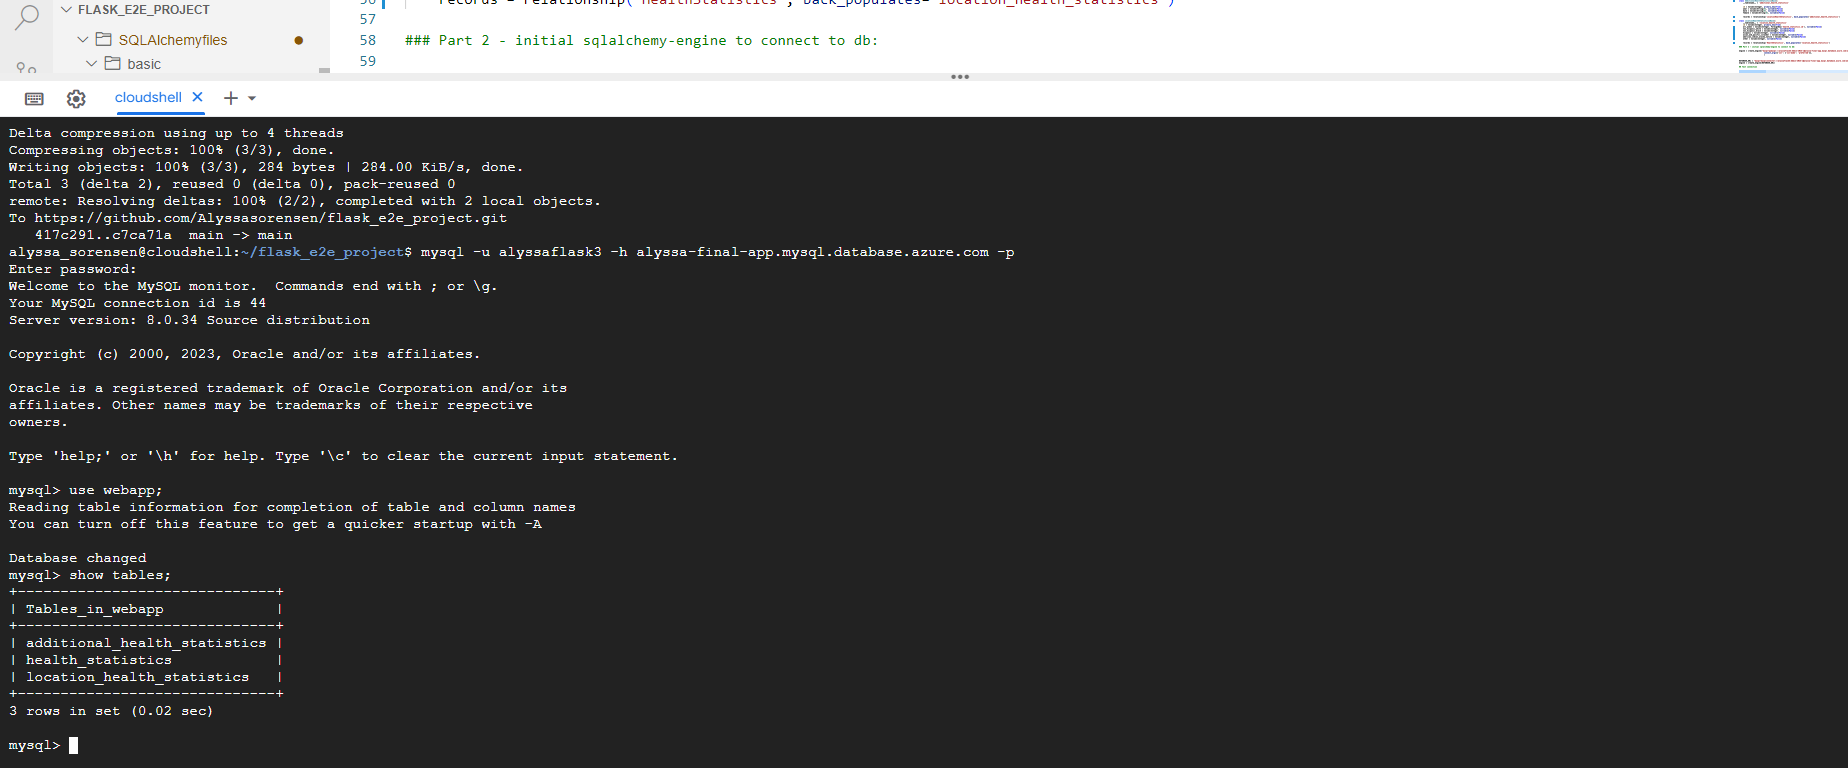 FLASK_E2E_PROJECT
SQLAlchemyfiles
basic
records = relationship('HealthStatistics', back_populates='location_health_statistics')
57
58 ### Part 2 - initial sqlalchemy-engine to connect to db:
59
cloudshell
Delta compression using up to 4 threads
Compressing objects: 100% (3/3), done.
Writing objects: 100% (3/3), 284 bytes | 284.00 KiB/s, done.
Total 3 (delta 2), reused 0 (delta 0), pack-reused 0
remote: Resolving deltas: 100% (2/2), completed with 2 local objects.
To https://github.com/Alyssasorensen/flask_e2e_project.git
   417c291..c7ca71a  main -> main
alyssa_sorensen@cloudshell:~/flask_e2e_project$ mysql -u alyssaflask3 -h alyssa-final-app.mysql.database.azure.com -p
Enter password:
Welcome to the MySQL monitor.  Commands end with ; or \g.
Your MySQL connection id is 44
Server version: 8.0.34 Source distribution
Copyright (c) 2000, 2023, Oracle and/or its affiliates.
Oracle is a registered trademark of Oracle Corporation and/or its
affiliates. Other names may be trademarks of their respective
owners.
Type 'help;' or '\h' for help. Type '\c' to clear the current input statement.
mysql> use webapp;
Reading table information for completion of table and column names
You can turn off this feature to get a quicker startup with -A
Database changed
mysql> show tables;
+------------------------------+
| Tables_in_webapp             |
+------------------------------+
| additional_health_statistics |
| health_statistics            |
| location_health_statistics   |
+------------------------------+
3 rows in set (0.02 sec)
mysql>